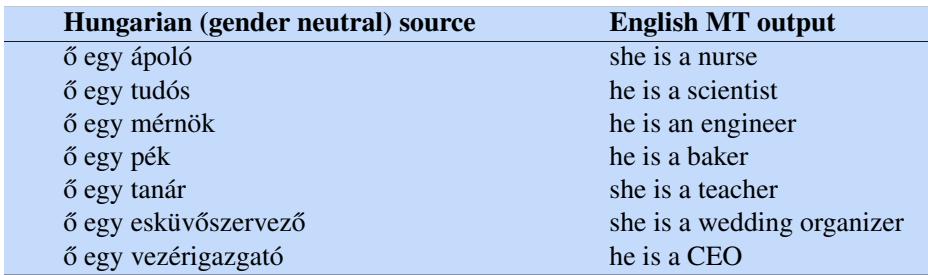 Hungarian (gender neutral) source English MT output
ő egy ápoló she is a nurse
ő egy tudós he is a scientist
ő egy mérnök he is an engineer
ő egy pék he is a baker
ő egy tanár she is a teacher
ő egy esküvőszervező she is a wedding organizer
ő egy vezérigazgató he is a CEO